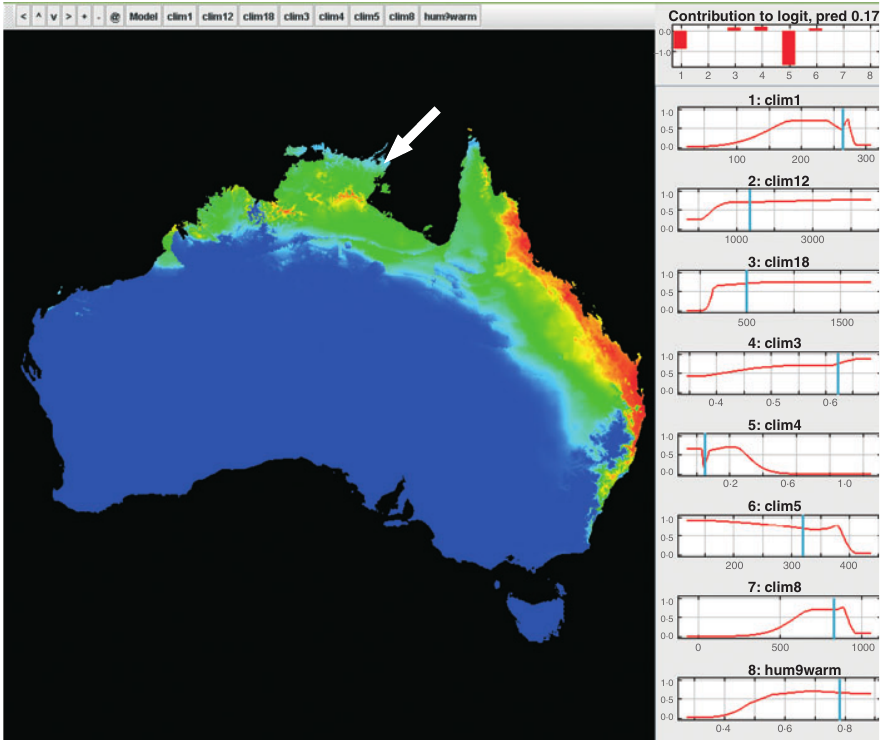 < ^ v > + - @ Model clim1 clim12 clim18 clim3 clim4 clim5 clim8 hum9warm
Contribution to logit, pred 0.17
0·0
-1·0
1 2 3 4 5 6 7 8
1: clim1
1·0
0·5
0·0
100 200 300
2: clim12
1·0
0·5
0·0
1000 3000
3: clim18
1·0
0·5
0·0
500 1500
4: clim3
1·0
0·5
0·0
0·4 0·5 0·6
5: clim4
1·0
0·5
0·0
0·2 0·6 1·0
6: clim5
1·0
0·5
0·0
200 300 400
7: clim8
1·0
0·5
0·0
0 500 1000
8: hum9warm
1·0
0·5
0·0
0·4 0·6 0·8